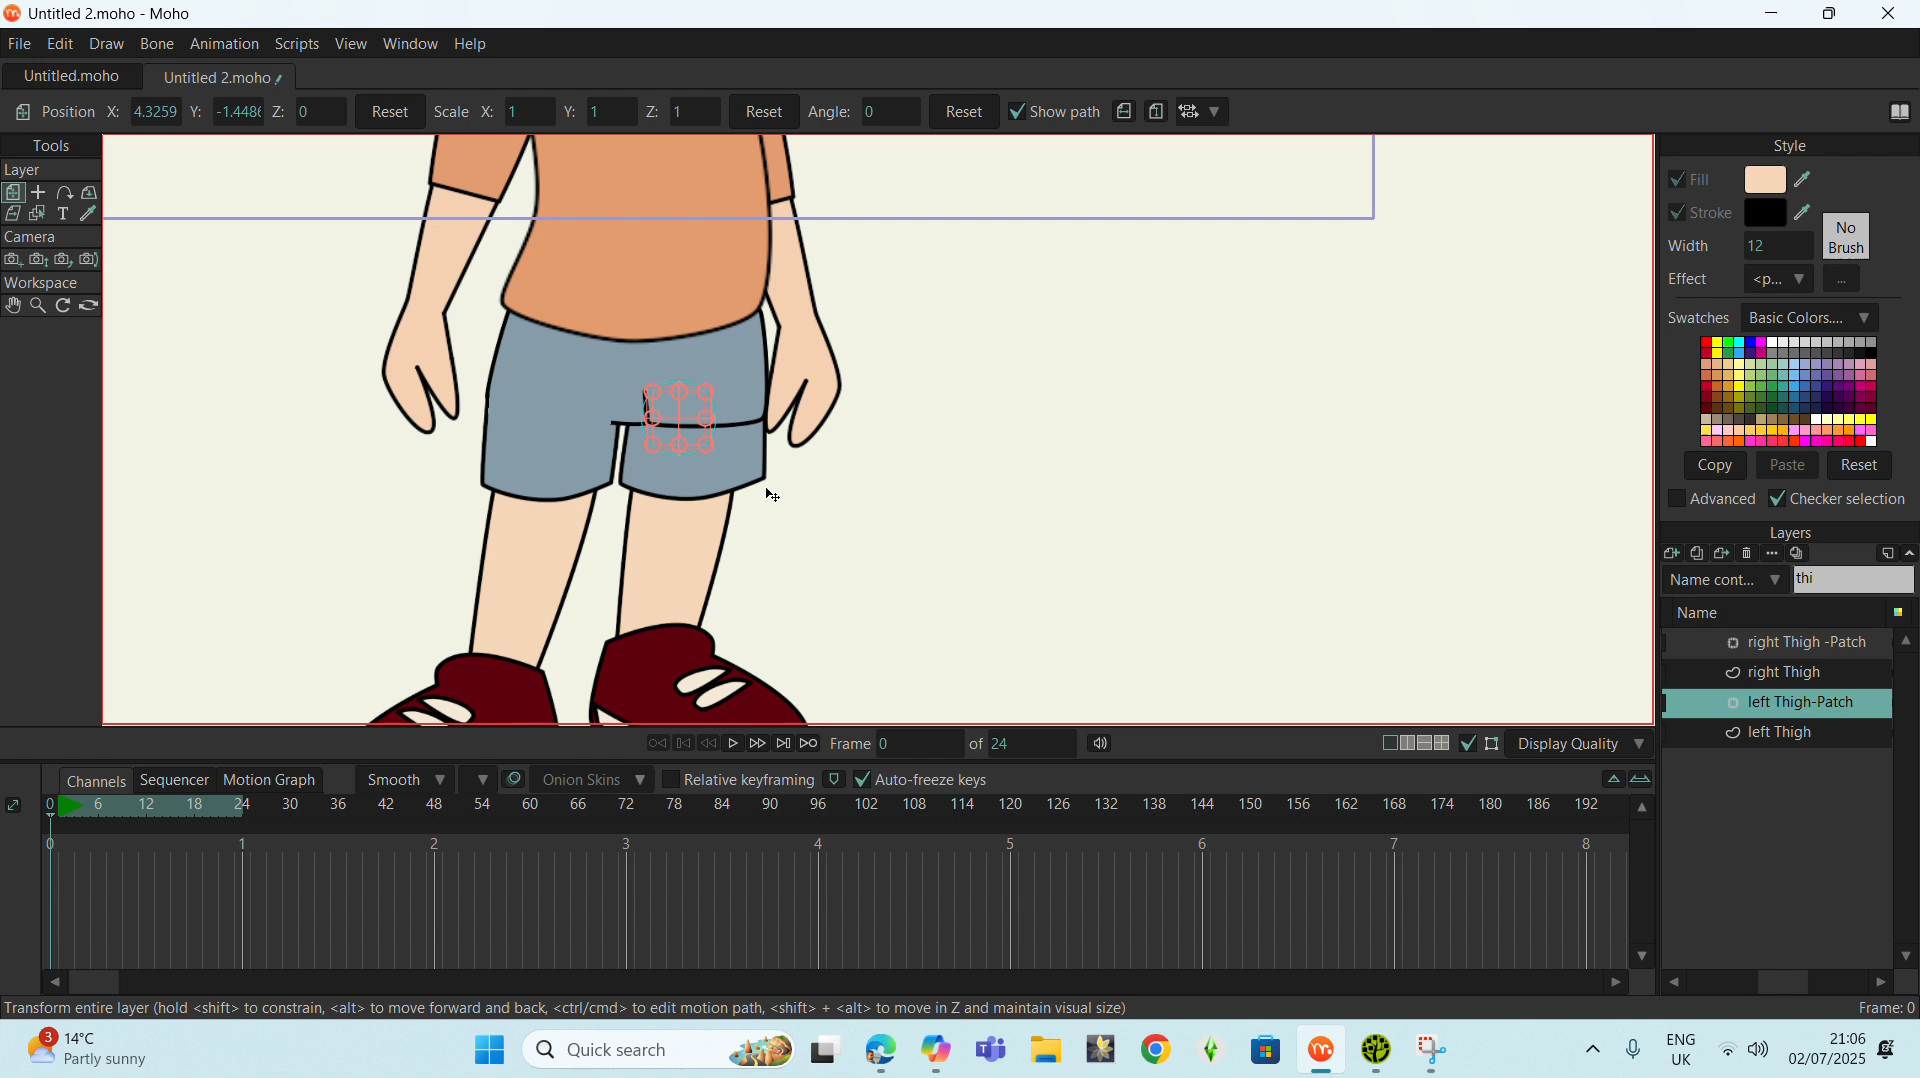 Untitled 2.moho - Moho
File Edit Draw Bone Animation Scripts View Window Help
Untitled.moho Untitled 2.moho
Position X: 4.3259 Y: -1.4486 Z: 0 Reset Scale X: 1 Y: 1 Z: 1 Reset Angle: 0 Reset Show path
Tools
Layer
T
Camera
Workspace
Style
Fill
Stroke
No
Brush
Width 12
Effect <p... ...
Swatches Basic Colors....
Copy Paste Reset
Advanced Checker selection
Layers
Name cont... thi
Name
right Thigh -Patch
right Thigh
left Thigh-Patch
left Thigh
Frame 0 of 24 Display Quality
Channels Sequencer Motion Graph Smooth Onion Skins Relative keyframing Auto-freeze keys
0 6 12 18 24 30 36 42 48 54 60 66 72 78 84 90 96 102 108 114 120 126 132 138 144 150 156 162 168 174 180 186 192
0 1 2 3 4 5 6 7 8
Transform entire layer (hold <shift> to constrain, <alt> to move forward and back, <ctrl/cmd> to edit motion path, <shift> + <alt> to move in Z and maintain visual size) Frame: 0
3 14°C
Partly sunny
Quick search
ENG
UK
21:06
02/07/2025